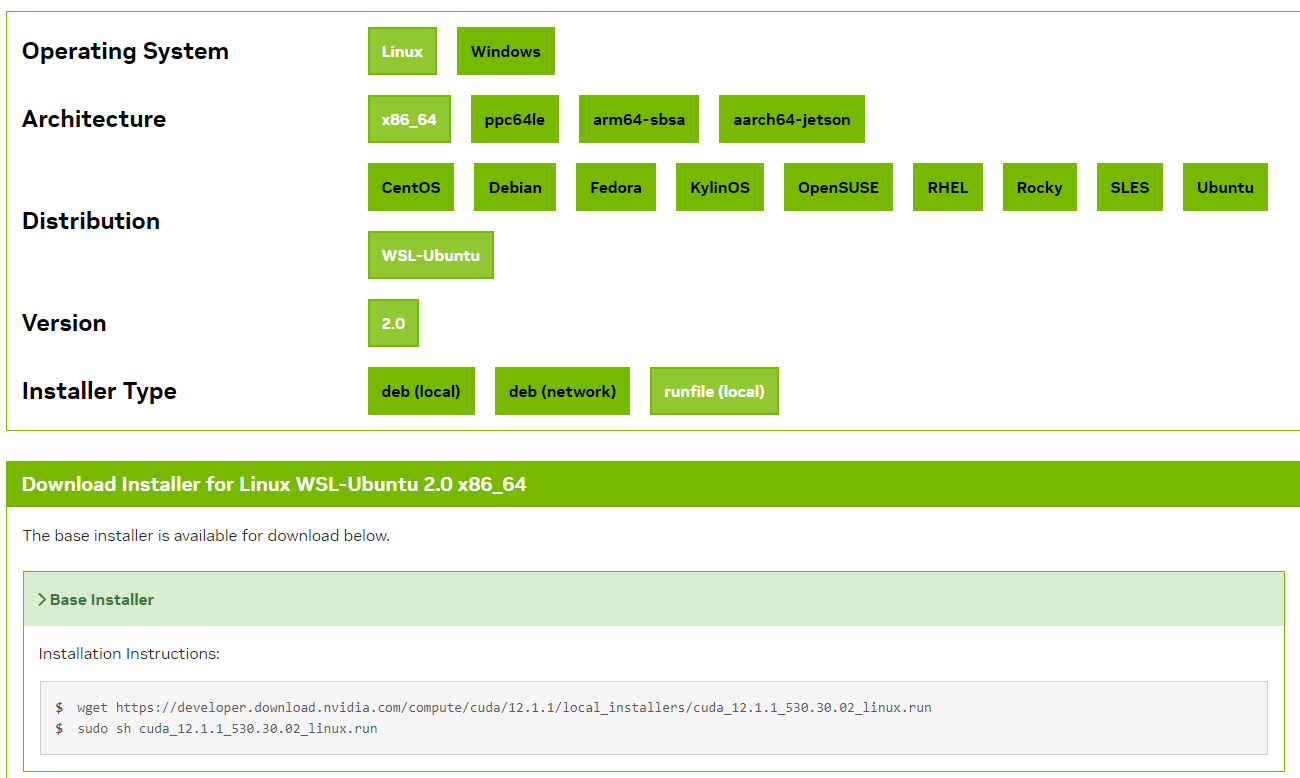 Operating System Linux Windows
Architecture x86_64 ppc64le arm64-sbsa aarch64-jetson
Distribution CentOS Debian Fedora KylinOS OpenSUSE RHEL Rocky SLES Ubuntu
WSL-Ubuntu
Version 2.0
Installer Type deb (local) deb (network) runfile (local)
Download Installer for Linux WSL-Ubuntu 2.0 x86_64
The base installer is available for download below.
Base Installer
Installation Instructions:
$ wget https://developer.download.nvidia.com/compute/cuda/12.1.1/local_installers/cuda_12.1.1_530.30.02_linux.run
$ sudo sh cuda_12.1.1_530.30.02_linux.run